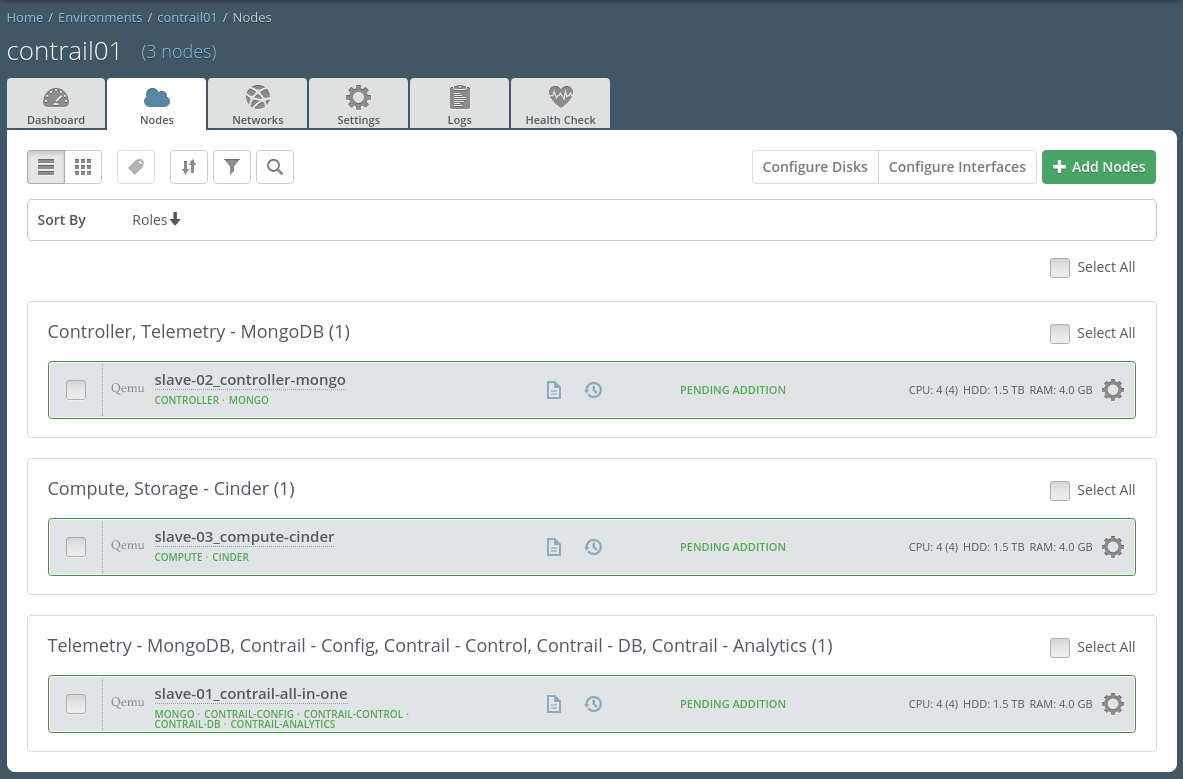 Home / Environments / contrail01 / Nodes
contrail01 (3 nodes)
Dashboard Nodes Networks Settings Logs Health Check
Configure Disks Configure Interfaces + Add Nodes
Sort By Roles
Select All
Controller, Telemetry - MongoDB (1) Select All
Qemu slave-02_controller-mongo PENDING ADDITION CPU: 4 (4) HDD: 1.5 TB RAM: 4.0 GB
CONTROLLER · MONGO
Compute, Storage - Cinder (1) Select All
Qemu slave-03_compute-cinder PENDING ADDITION CPU: 4 (4) HDD: 1.5 TB RAM: 4.0 GB
COMPUTE · CINDER
Telemetry - MongoDB, Contrail - Config, Contrail - Control, Contrail - DB, Contrail - Analytics (1) Select All
Qemu slave-01_contrail-all-in-one PENDING ADDITION CPU: 4 (4) HDD: 1.5 TB RAM: 4.0 GB
MONGO · CONTRAIL-CONFIG · CONTRAIL-CONTROL ·
CONTRAIL-DB · CONTRAIL-ANALYTICS